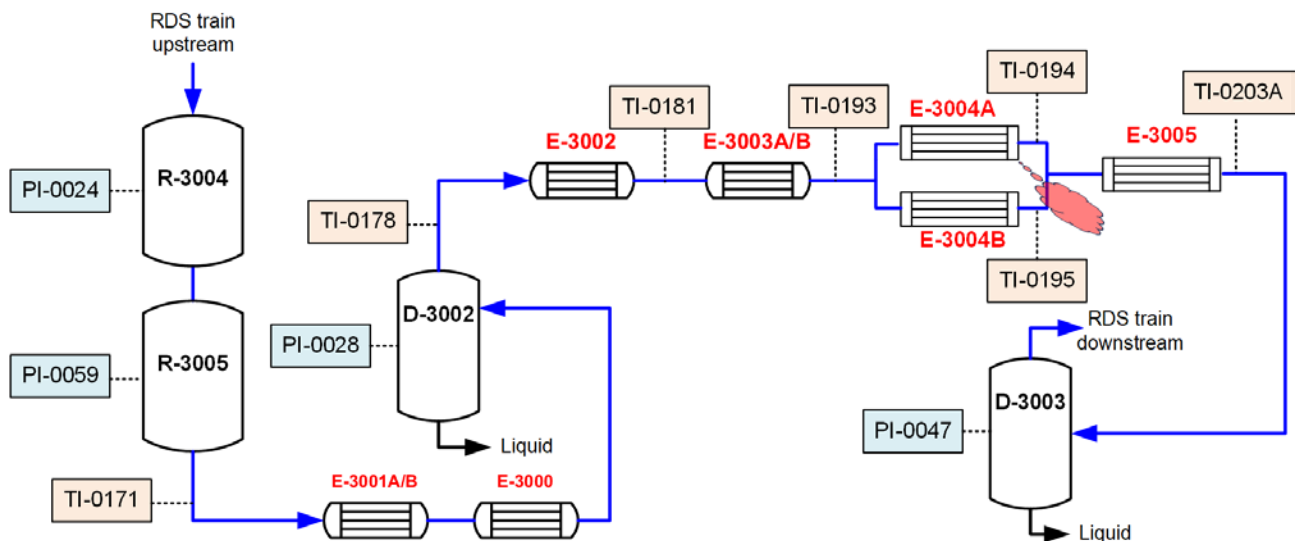 RDS train
upstream
PI-0024
R-3004
PI-0059
R-3005
TI-0171
E-3001A/B
E-3000
TI-0178
D-3002
PI-0028
Liquid
E-3002
TI-0181
E-3003A/B
TI-0193
E-3004A
E-3004B
TI-0194
TI-0195
E-3005
TI-0203A
RDS train
downstream
D-3003
PI-0047
Liquid